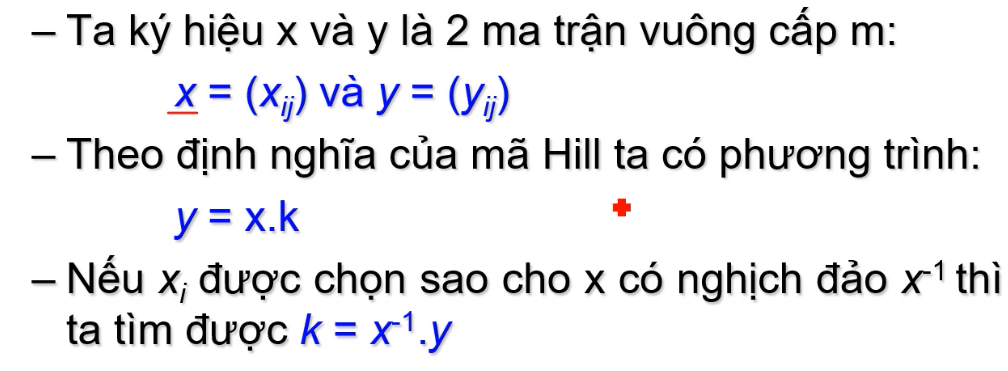 – Ta ký hiệu x và y là 2 ma trận vuông cấp m:
x = (xij) và y = (yij)
– Theo định nghĩa của mã Hill ta có phương trình:
y = x.k
– Nếu xi được chọn sao cho x có nghịch đảo x⁻¹ thì
ta tìm được k = x⁻¹.y